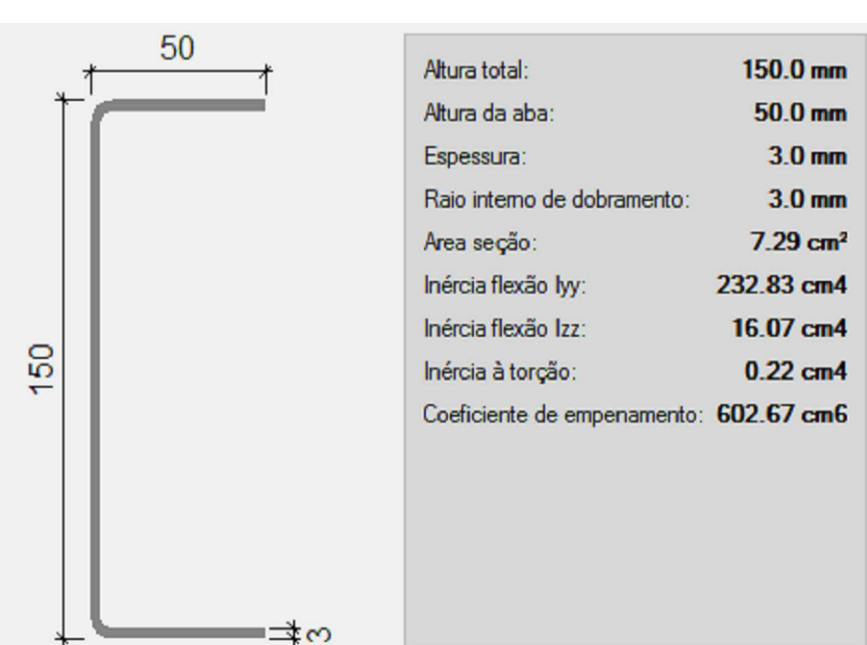 50
150
3
Altura total: 150.0 mm
Altura da aba: 50.0 mm
Espessura: 3.0 mm
Raio interno de dobramento: 3.0 mm
Area seção: 7.29 cm²
Inércia flexão Iyy: 232.83 cm4
Inércia flexão Izz: 16.07 cm4
Inércia à torção: 0.22 cm4
Coeficiente de empenamento: 602.67 cm6